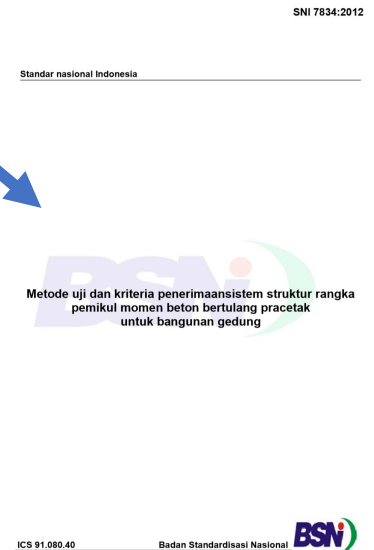 SNI 7834:2012
Standar nasional Indonesia
BSN
Metode uji dan kriteria penerimaansistem struktur rangka
pemikul momen beton bertulang pracetak
untuk bangunan gedung
ICS 91.080.40
Badan Standardisasi Nasional
BSN